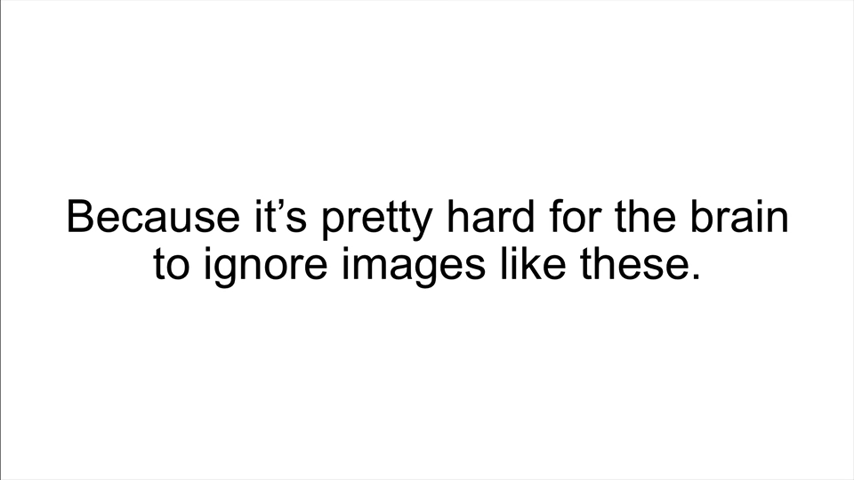 Because it’s pretty hard for the brain
to ignore images like these.